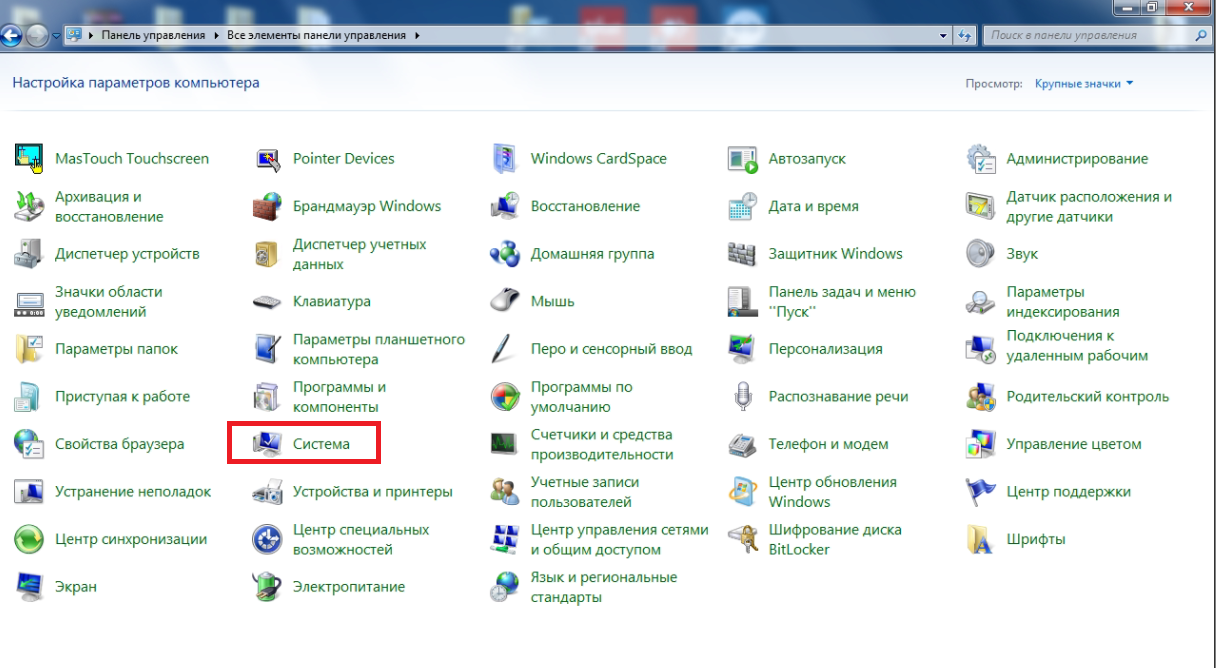 Панель управления Все элементы панели управления
Поиск в панели управления
Настройка параметров компьютера
Просмотр: Крупные значки
MasTouch Touchscreen
Pointer Devices
Windows CardSpace
Автозапуск
Администрирование
Архивация и
восстановление
Брандмауэр Windows
Восстановление
Дата и время
Датчик расположения и
другие датчики
Диспетчер устройств
Диспетчер учетных
данных
Домашняя группа
Защитник Windows
Звук
Значки области
уведомлений
Клавиатура
Мышь
Панель задач и меню
"Пуск"
Параметры
индексирования
Параметры папок
Параметры планшетного
компьютера
Перо и сенсорный ввод
Персонализация
Подключения к
удаленным рабочим
Приступая к работе
Программы и
компоненты
Программы по
умолчанию
Распознавание речи
Родительский контроль
Свойства браузера
Система
Счетчики и средства
производительности
Телефон и модем
Управление цветом
Устранение неполадок
Устройства и принтеры
Учетные записи
пользователей
Центр обновления
Windows
Центр поддержки
Центр синхронизации
Центр специальных
возможностей
Центр управления сетями
и общим доступом
Шифрование диска
BitLocker
Шрифты
Экран
Электропитание
Язык и региональные
стандарты